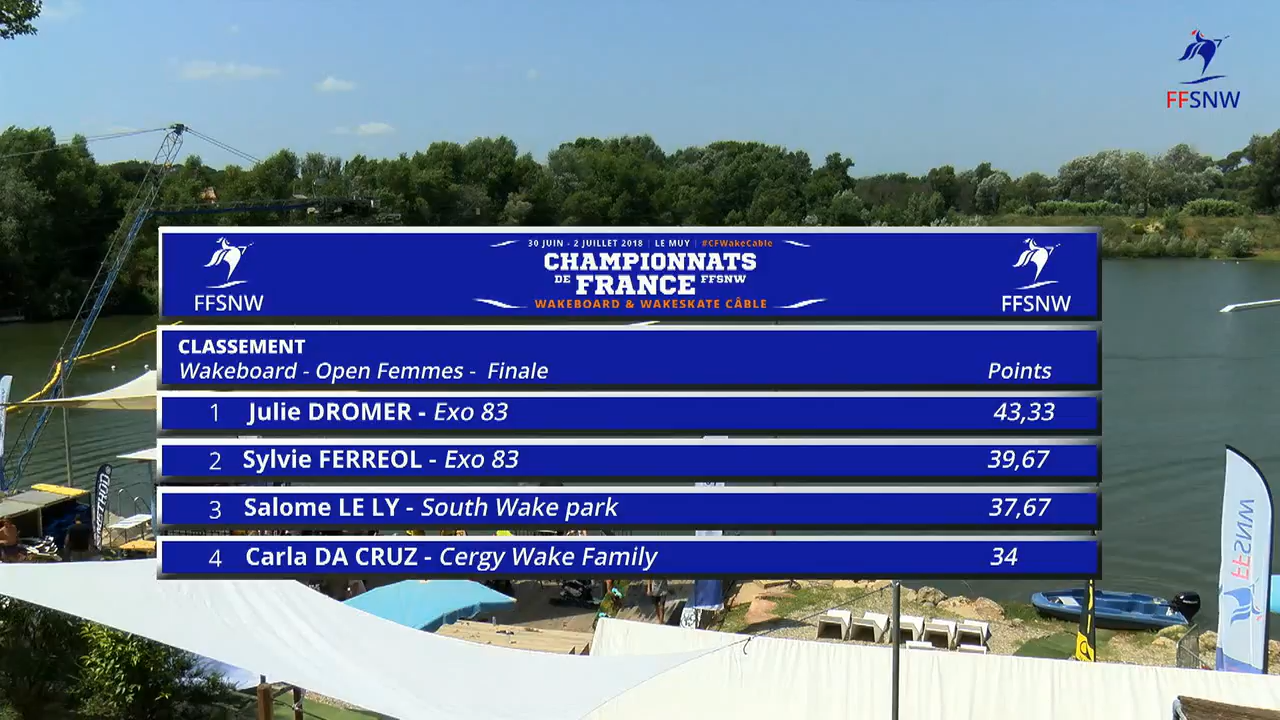 FFSNW
30 JUIN - 2 JUILLET 2018 | LE MUY | #CFWakeCable
CHAMPIONNATS
DE FRANCE FFSNW
WAKEBOARD & WAKESKATE CÂBLE
FFSNW
FFSNW
CLASSEMENT
Wakeboard - Open Femmes - Finale Points
1 Julie DROMER - Exo 83 43,33
2 Sylvie FERREOL - Exo 83 39,67
3 Salome LE LY - South Wake park 37,67
4 Carla DA CRUZ - Cergy Wake Family 34
METHOD
FFSNW